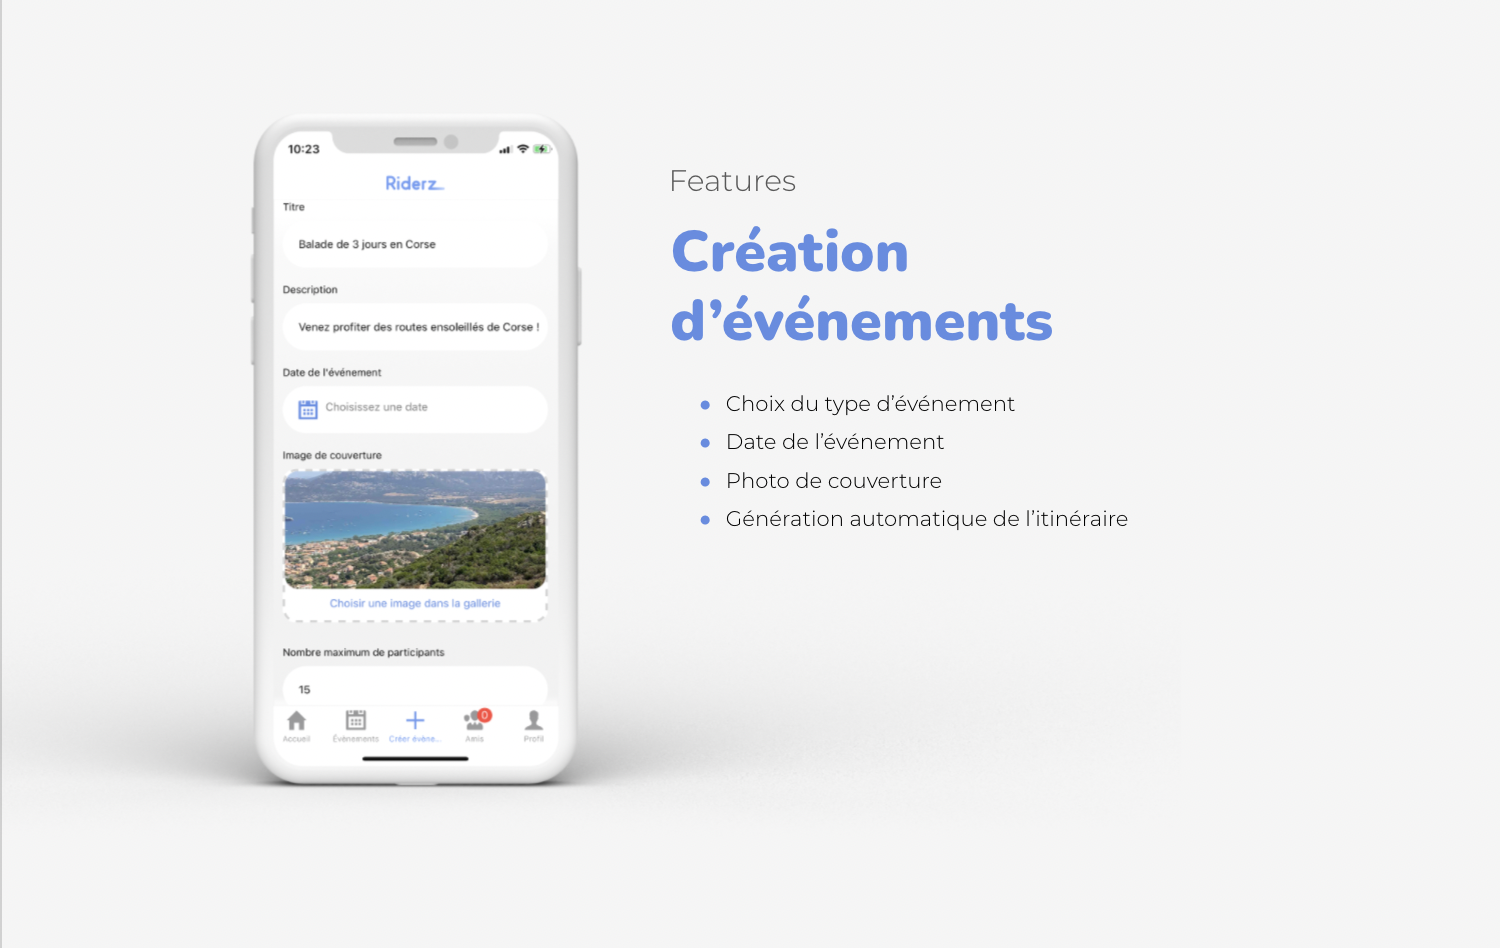 10:23
Riderz
Titre
Balade de 3 jours en Corse
Description
Venez profiter des routes ensoleillés de Corse !
Date de l'événement
Choisissez une date
Image de couverture
Choisir une image dans la gallerie
Nombre maximum de participants
15
0
Accueil Évènements Créer évène... Amis Profil
Features
Création
d’événements
Choix du type d’événement
Date de l’événement
Photo de couverture
Génération automatique de l’itinéraire